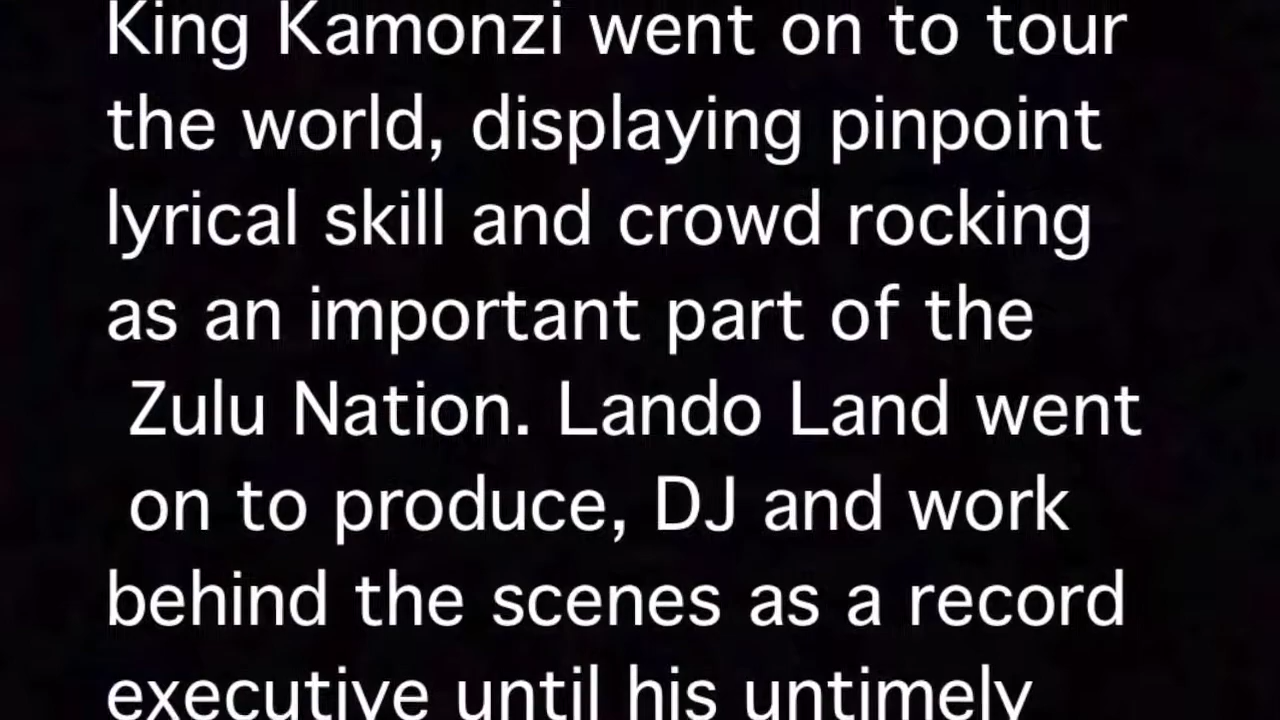 King Kamonzi went on to tour
the world, displaying pinpoint
lyrical skill and crowd rocking
as an important part of the
Zulu Nation. Lando Land went
on to produce, DJ and work
behind the scenes as a record
executive until his untimely